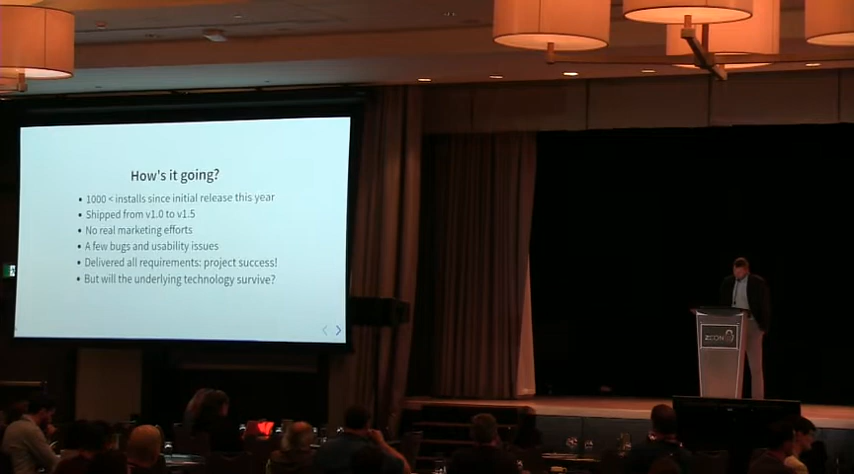 How's it going?
• 1000 < installs since initial release this year
• Shipped from v1.0 to v1.5
• No real marketing efforts
• A few bugs and usability issues
• Delivered all requirements: project success!
• But will the underlying technology survive?
ZCON